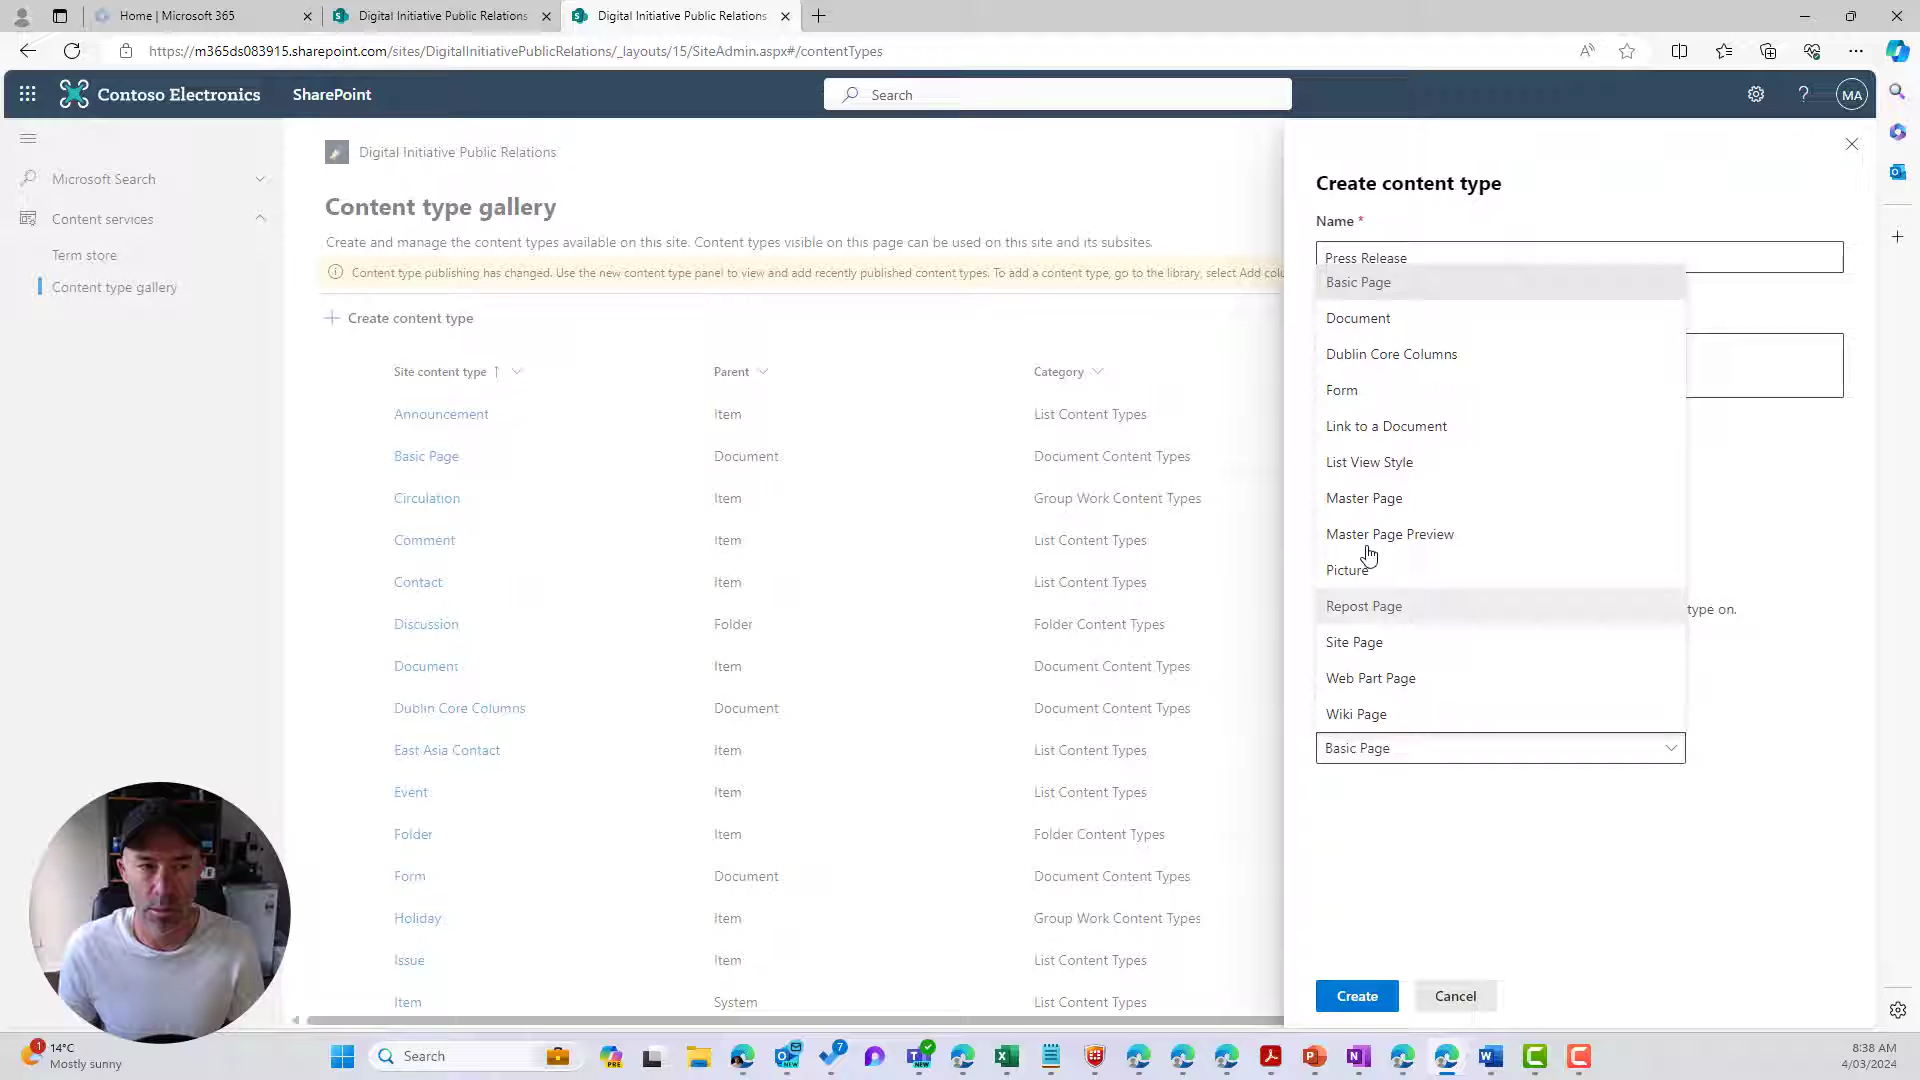 Home | Microsoft 365
Digital Initiative Public Relations
Digital Initiative Public Relations
https://m365ds083915.sharepoint.com/sites/DigitalInitiativePublicRelations/_layouts/15/SiteAdmin.aspx#/contentTypes
Contoso Electronics
SharePoint
Search
?
MA
Microsoft Search
Content services
Term store
Content type gallery
Digital Initiative Public Relations
Content type gallery
Create and manage the content types available on this site. Content types visible on this page can be used on this site and its subsites.
Content type publishing has changed. Use the new content type panel to view and add recently published content types. To add a content type, go to the library, select Add colu
Create content type
Site content type Parent Category
Announcement Item List Content Types
Basic Page Document Document Content Types
Circulation Item Group Work Content Types
Comment Item List Content Types
Contact Item List Content Types
Discussion Folder Folder Content Types
Document Item Document Content Types
Dublin Core Columns Document Document Content Types
East Asia Contact Item List Content Types
Event Item List Content Types
Folder Item Folder Content Types
Form Document Document Content Types
Holiday Item Group Work Content Types
Issue Item List Content Types
Item System List Content Types
Create content type
Name *
Press Release
Basic Page
Document
Dublin Core Columns
Form
Link to a Document
List View Style
Master Page
Master Page Preview
Picture
Repost Page
type on.
Site Page
Web Part Page
Wiki Page
Basic Page
Create
Cancel
1
14°C
Mostly sunny
Search
PRE
NEW
7
NEW
8:38 AM
4/03/2024